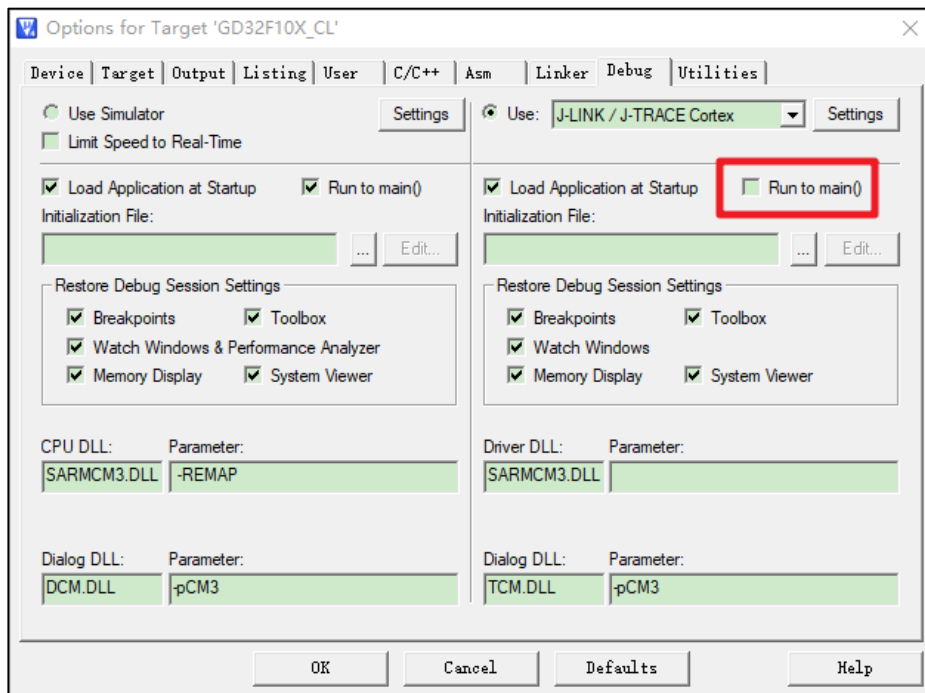 Options for Target 'GD32F10X_CL'
Device Target Output Listing User C/C++ Asm Linker Debug Utilities
Use Simulator Settings
Limit Speed to Real-Time
Use: J-LINK / J-TRACE Cortex Settings
Load Application at Startup Run to main()
Initialization File:
... Edit...
Load Application at Startup Run to main()
Initialization File:
... Edit...
Restore Debug Session Settings
Breakpoints Toolbox
Watch Windows & Performance Analyzer
Memory Display System Viewer
Restore Debug Session Settings
Breakpoints Toolbox
Watch Windows
Memory Display System Viewer
CPU DLL: Parameter:
SARMCM3.DLL -REMAP
Driver DLL: Parameter:
SARMCM3.DLL
Dialog DLL: Parameter:
DCM.DLL -pCM3
Dialog DLL: Parameter:
TCM.DLL -pCM3
OK Cancel Defaults Help